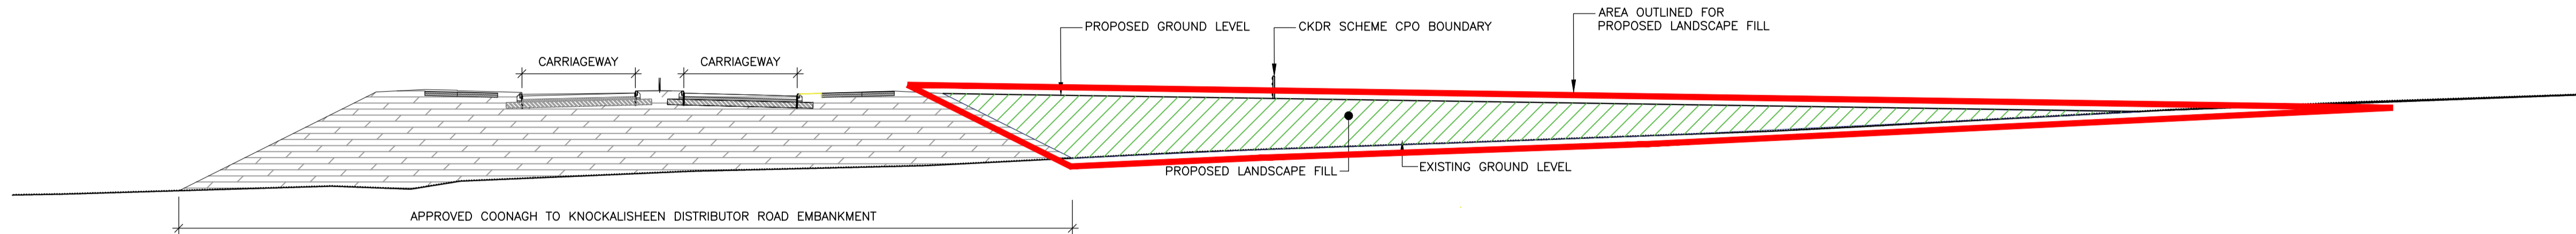 AREA OUTLINED FOR
PROPOSED LANDSCAPE FILL
PROPOSED GROUND LEVEL
CKDR SCHEME CPO BOUNDARY
CARRIAGEWAY
CARRIAGEWAY
PROPOSED LANDSCAPE FILL
EXISTING GROUND LEVEL
APPROVED COONAGH TO KNOCKALISHEEN DISTRIBUTOR ROAD EMBANKMENT